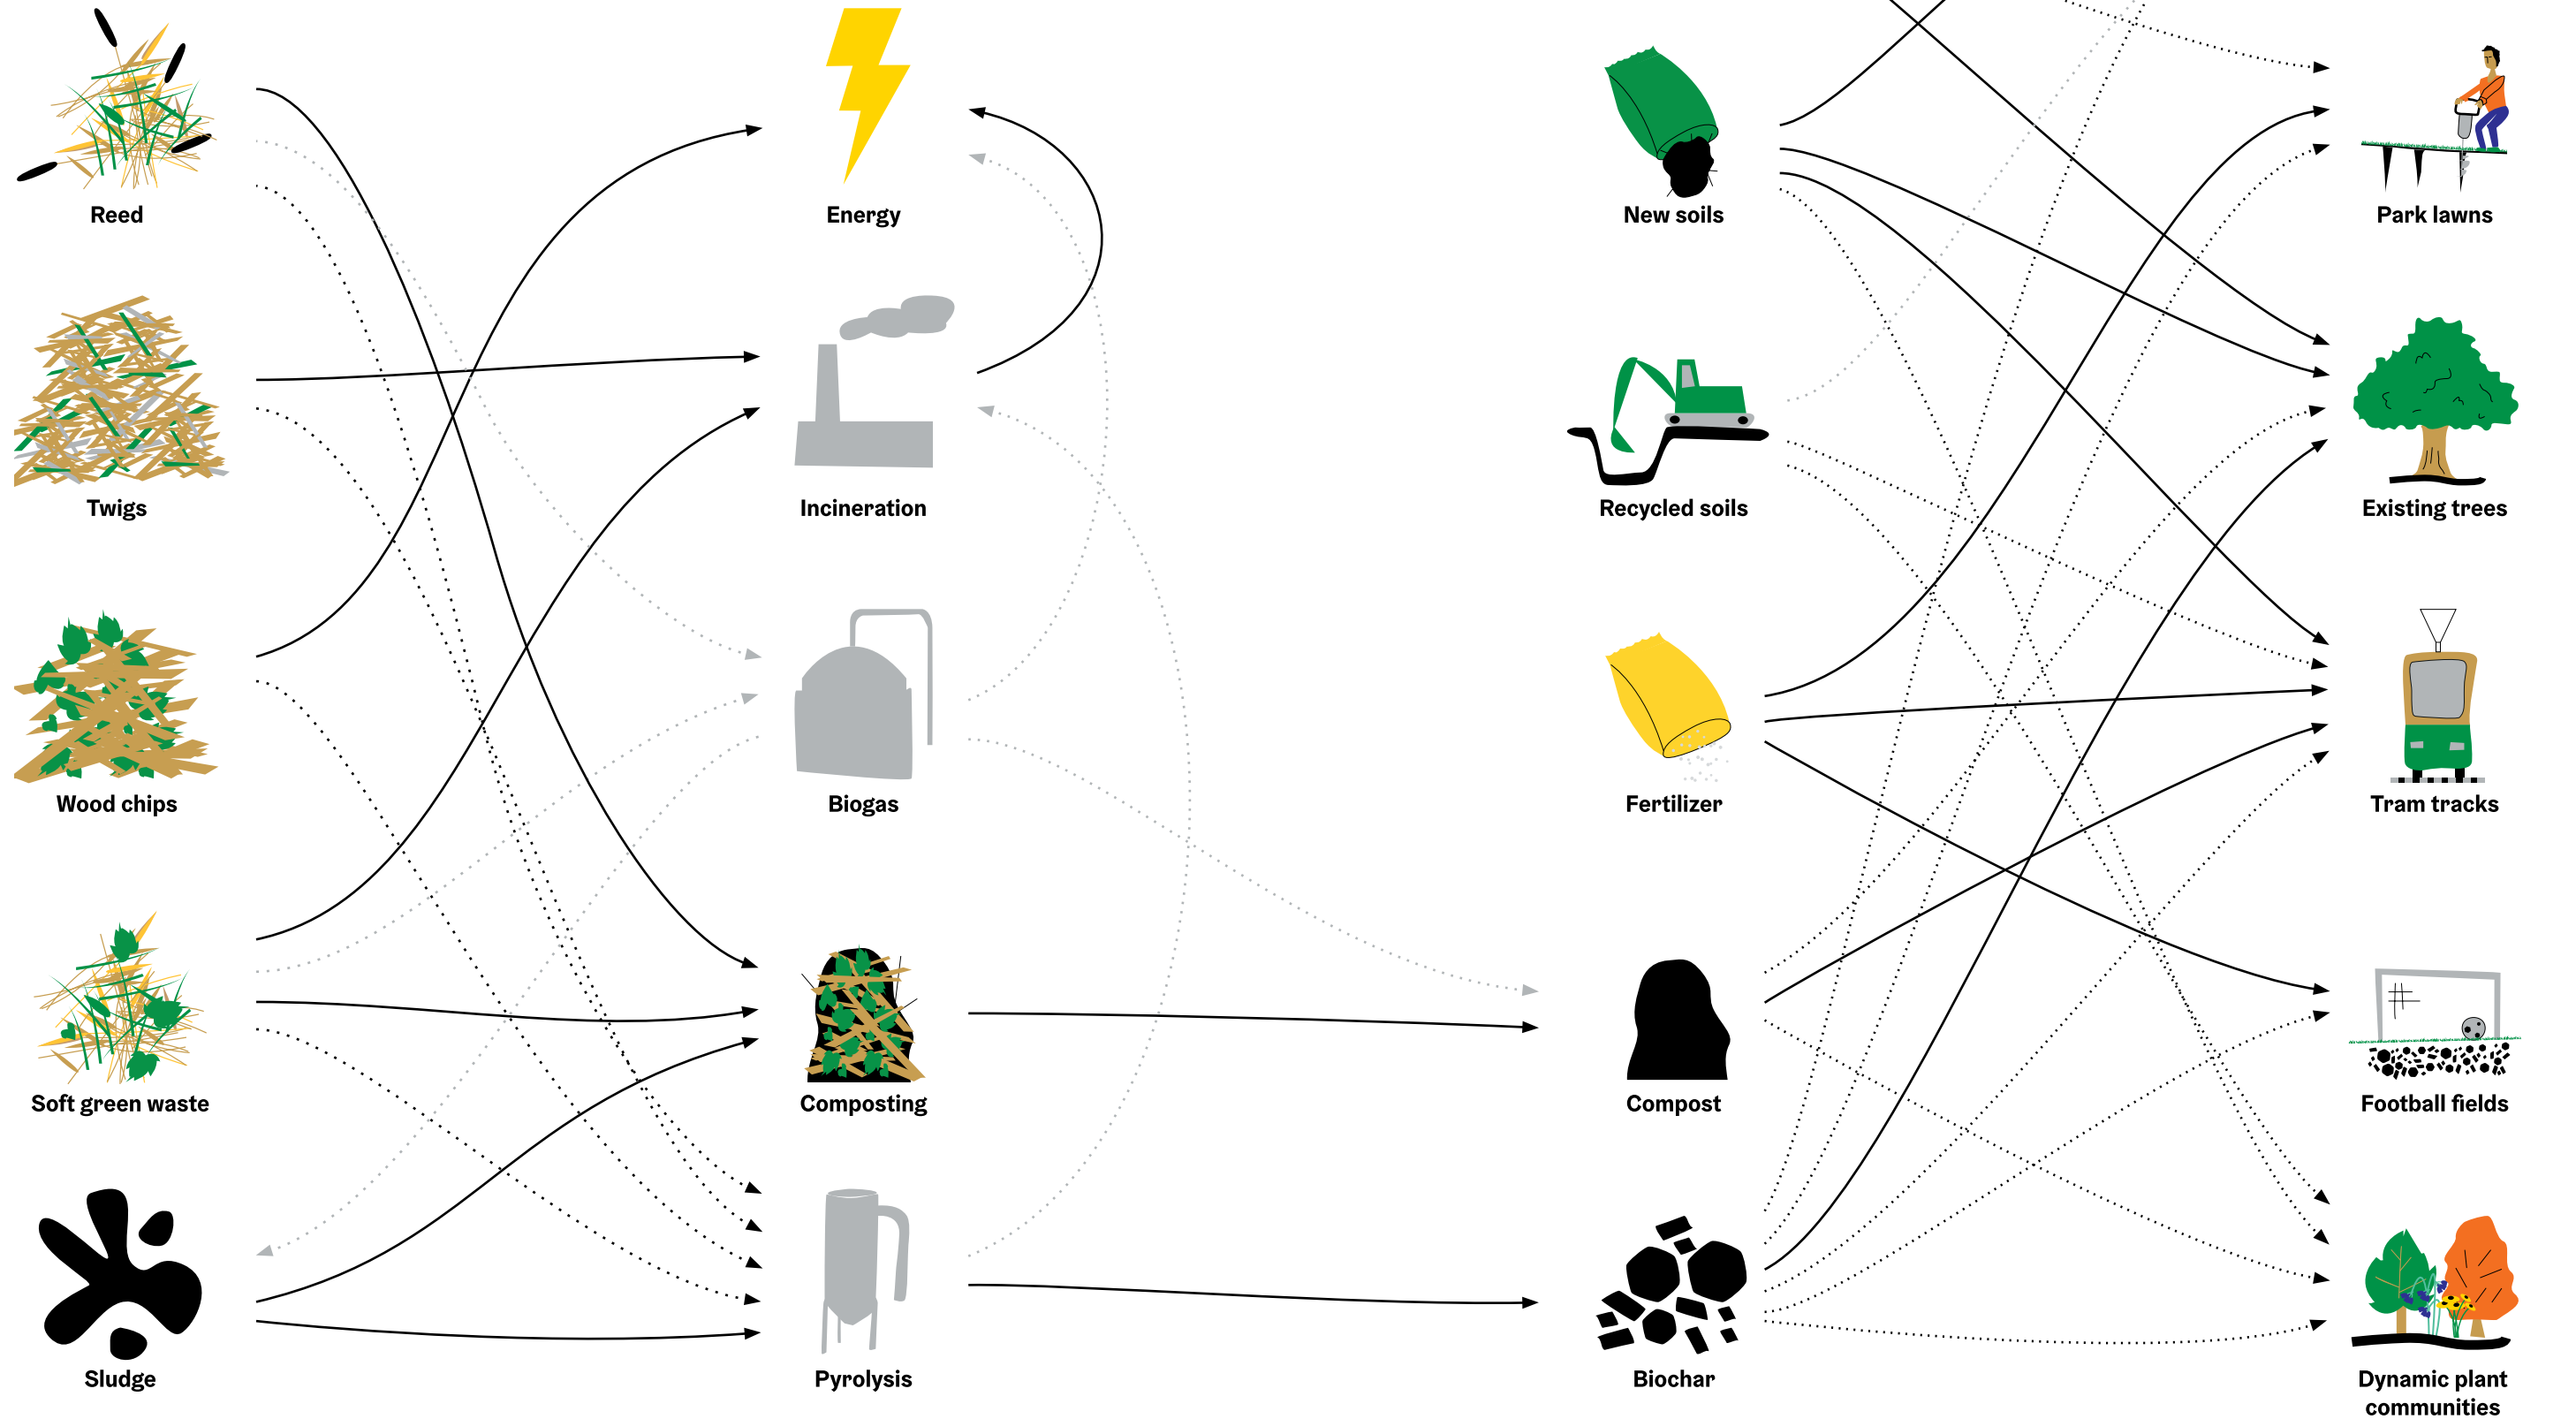 Reed
Energy
New soils
Park lawns
Twigs
Incineration
Recycled soils
Existing trees
Wood chips
Biogas
Fertilizer
Tram tracks
Soft green waste
Composting
Compost
Football fields
Sludge
Pyrolysis
Biochar
Dynamic plant
communities